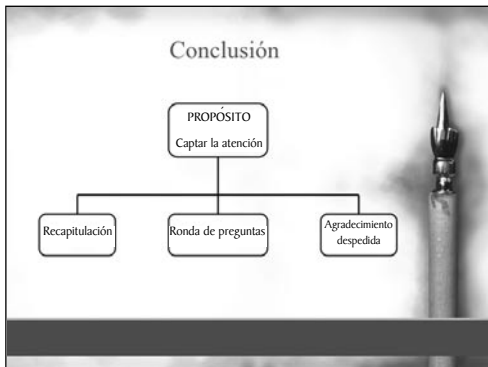 Conclusión
PROPÓSITO
Captar la atención
Recapitulación
Ronda de preguntas
Agradecimiento
despedida